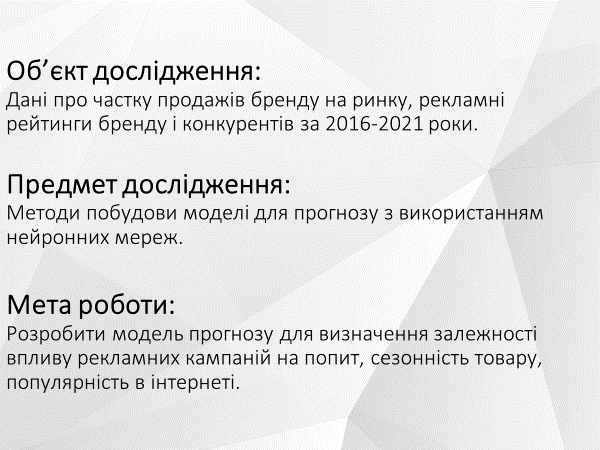 Об’єкт дослідження:
Дані про частку продажів бренду на ринку, рекламні
рейтинги бренду і конкурентів за 2016-2021 роки.
Предмет дослідження:
Методи побудови моделі для прогнозу з використанням
нейронних мереж.
Мета роботи:
Розробити модель прогнозу для визначення залежності
впливу рекламних кампаній на попит, сезонність товару,
популярність в інтернеті.